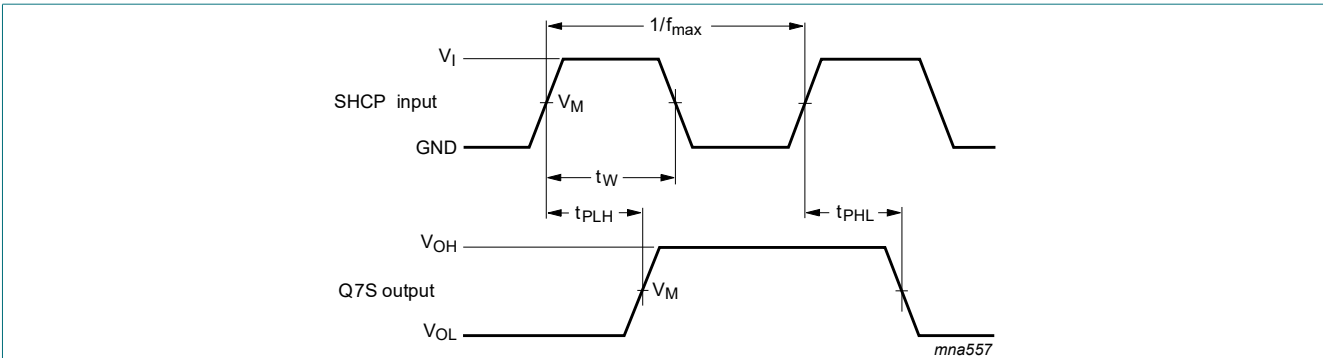 1/fmax
VI
SHCP input
VM
GND
tW
tPLH
tPHL
VOH
Q7S output
VM
VOL
mna557